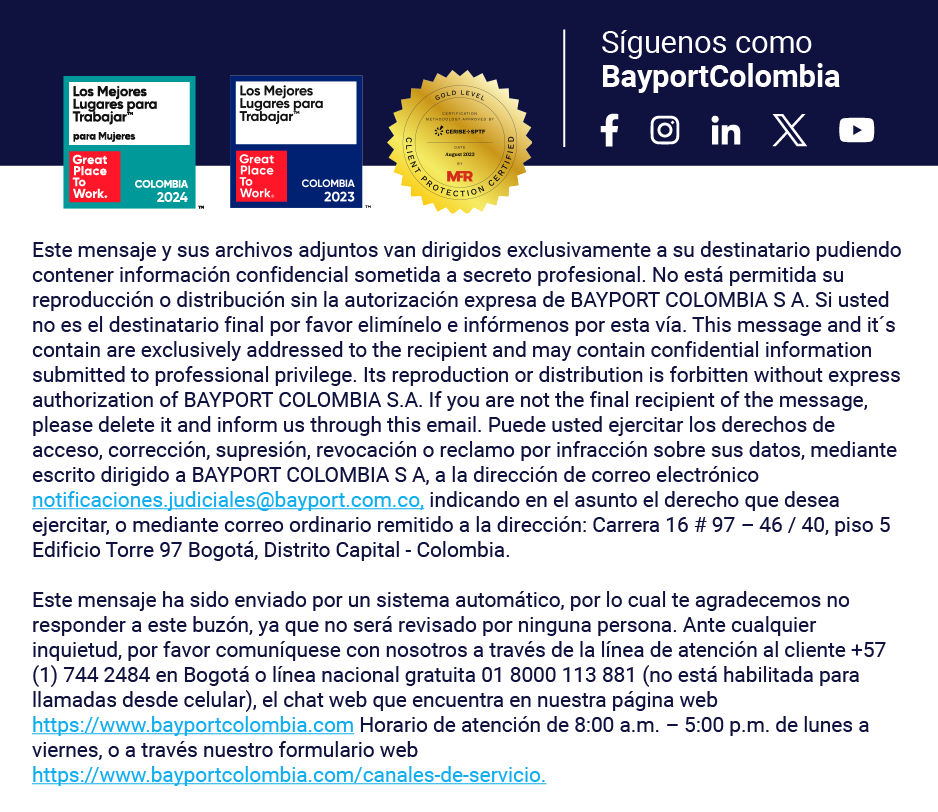 Síguenos como
BayportColombia
Los Mejores
Lugares para
Trabajar™
para Mujeres
Great
Place
To
Work.
COLOMBIA
2024
™
Los Mejores
Lugares para
Trabajar™
Great
Place
To
Work.
COLOMBIA
2023
™
GOLD LEVEL
CERTIFICATION
METHODOLOGY APPROVED BY
CERISE+SPTF
DATE
August 2023
BY
MFR
CLIENT PROTECTION CERTIFIED
Este mensaje y sus archivos adjuntos van dirigidos exclusivamente a su destinatario pudiendo
contener información confidencial sometida a secreto profesional. No está permitida su
reproducción o distribución sin la autorización expresa de BAYPORT COLOMBIA S A. Si usted
no es el destinatario final por favor elimínelo e infórmenos por esta vía. This message and it´s
contain are exclusively addressed to the recipient and may contain confidential information
submitted to professional privilege. Its reproduction or distribution is forbitten without express
authorization of BAYPORT COLOMBIA S.A. If you are not the final recipient of the message,
please delete it and inform us through this email. Puede usted ejercitar los derechos de
acceso, corrección, supresión, revocación o reclamo por infracción sobre sus datos, mediante
escrito dirigido a BAYPORT COLOMBIA S A, a la dirección de correo electrónico
notificaciones.judiciales@bayport.com.co, indicando en el asunto el derecho que desea
ejercitar, o mediante correo ordinario remitido a la dirección: Carrera 16 # 97 – 46 / 40, piso 5
Edificio Torre 97 Bogotá, Distrito Capital - Colombia.
Este mensaje ha sido enviado por un sistema automático, por lo cual te agradecemos no
responder a este buzón, ya que no será revisado por ninguna persona. Ante cualquier
inquietud, por favor comuníquese con nosotros a través de la línea de atención al cliente +57
(1) 744 2484 en Bogotá o línea nacional gratuita 01 8000 113 881 (no está habilitada para
llamadas desde celular), el chat web que encuentra en nuestra página web
https://www.bayportcolombia.com Horario de atención de 8:00 a.m. – 5:00 p.m. de lunes a
viernes, o a través nuestro formulario web
https://www.bayportcolombia.com/canales-de-servicio.